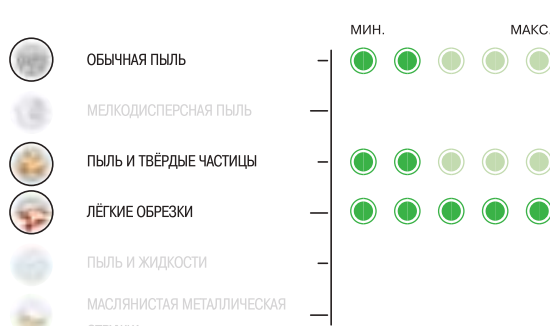 МИН. МАКС.
ОБЫЧНАЯ ПЫЛЬ
МЕЛКОДИСПЕРСНАЯ ПЫЛЬ
ПЫЛЬ И ТВЁРДЫЕ ЧАСТИЦЫ
ЛЁГКИЕ ОБРЕЗКИ
ПЫЛЬ И ЖИДКОСТИ
МАСЛЯНИСТАЯ МЕТАЛЛИЧЕСКАЯ